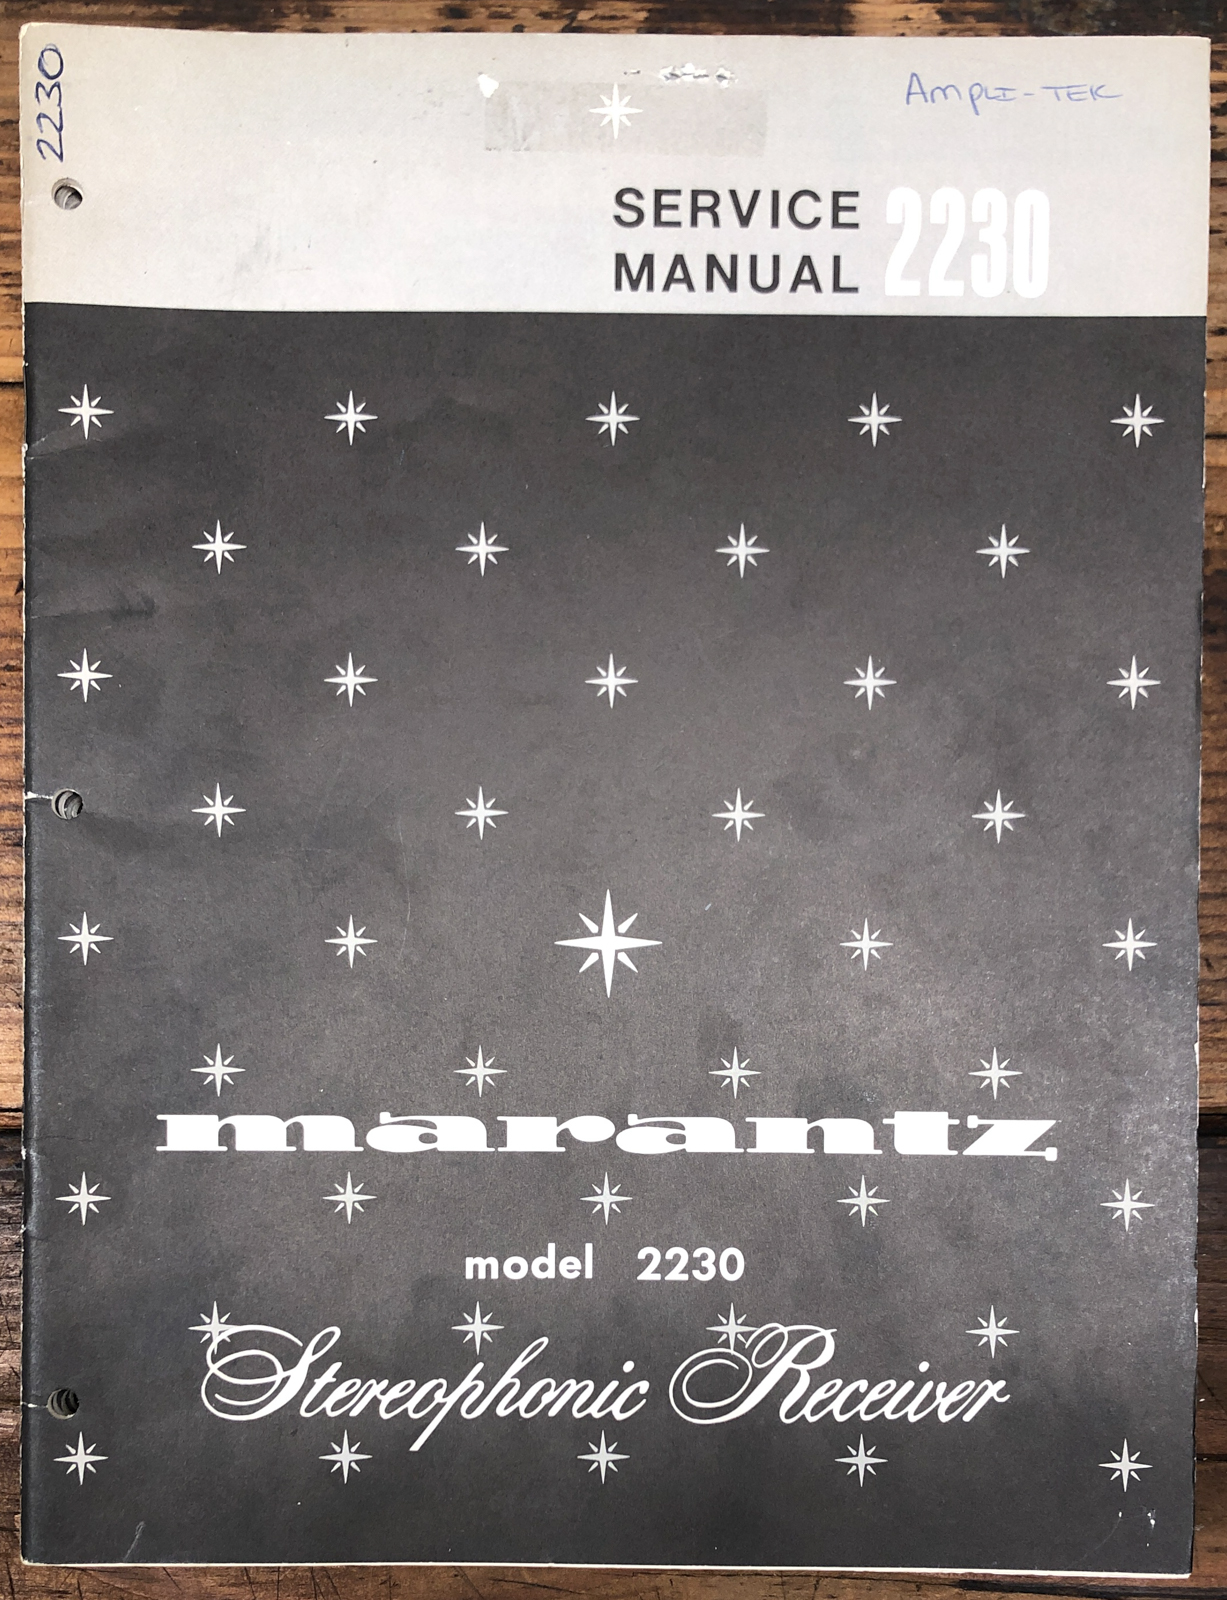 2230
Ampli-TEK
SERVICE
MANUAL 2230
marantz
model 2230
Stereophonic Receiver